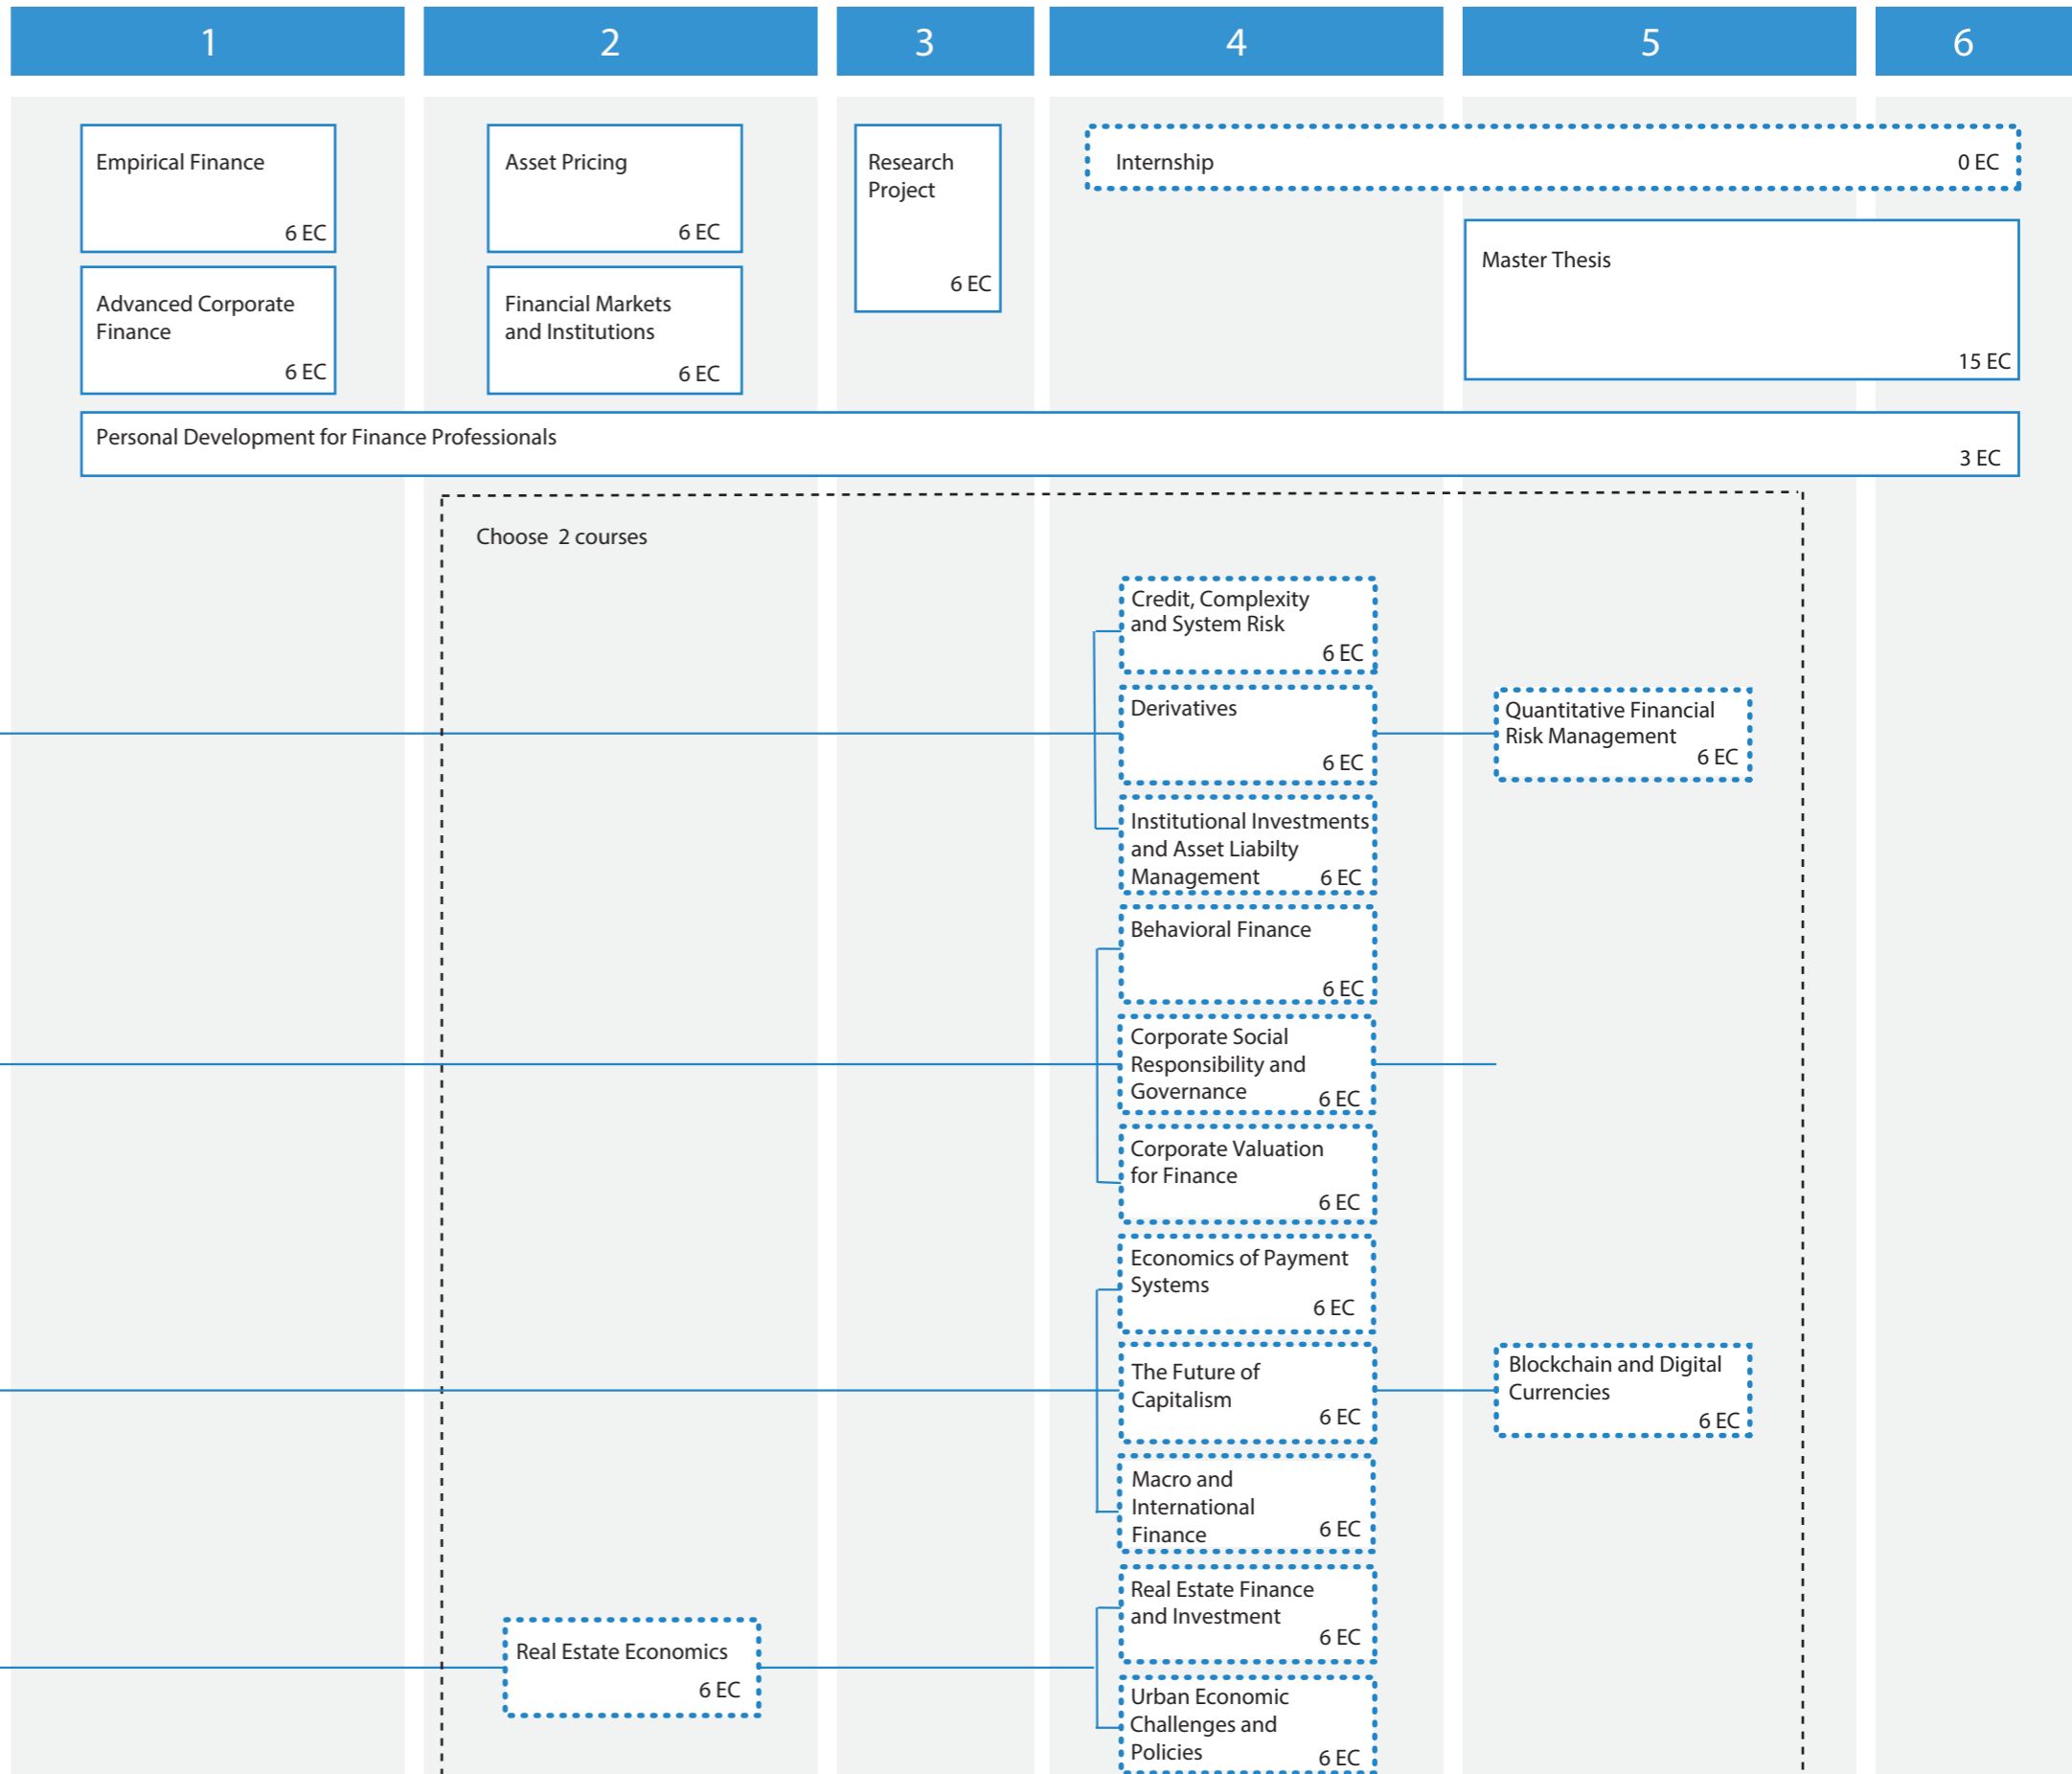 1
2
3
4
5
6
Empirical Finance
6 EC
Advanced Corporate
Finance
6 EC
Asset Pricing
6 EC
Financial Markets
and Institutions
6 EC
Research
Project
6 EC
Internship
0 EC
Master Thesis
15 EC
Personal Development for Finance Professionals
3 EC
Choose 2 courses
Credit, Complexity
and System Risk
6 EC
Derivatives
6 EC
Quantitative Financial
Risk Management
6 EC
Institutional Investments
and Asset Liabilty
Management 6 EC
Behavioral Finance
6 EC
Corporate Social
Responsibility and
Governance 6 EC
Corporate Valuation
for Finance
6 EC
Economics of Payment
Systems
6 EC
The Future of
Capitalism
6 EC
Blockchain and Digital
Currencies
6 EC
Macro and
International
Finance 6 EC
Real Estate Finance
and Investment
6 EC
Real Estate Economics
6 EC
Urban Economic
Challenges and
Policies 6 EC